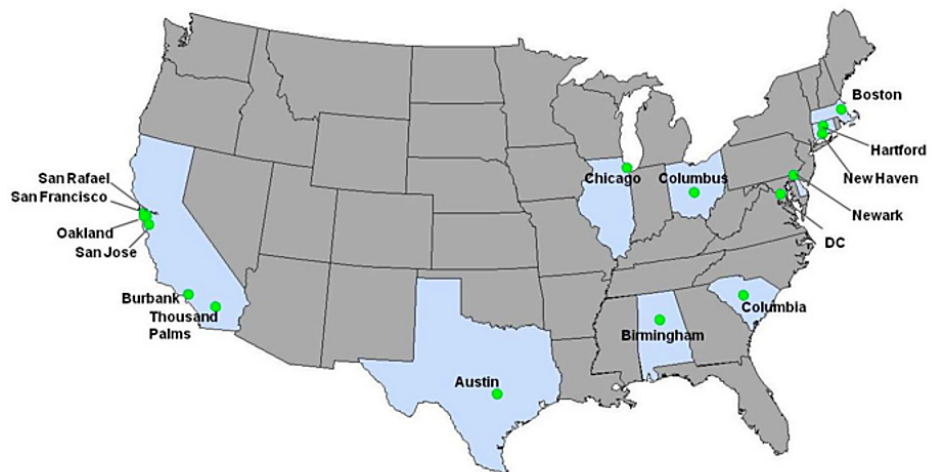 Boston
San Rafael
San Francisco
Oakland
San Jose
Chicago
Columbus
Hartford
New Haven
Newark
DC
Burbank
Thousand
Palms
Columbia
Birmingham
Austin